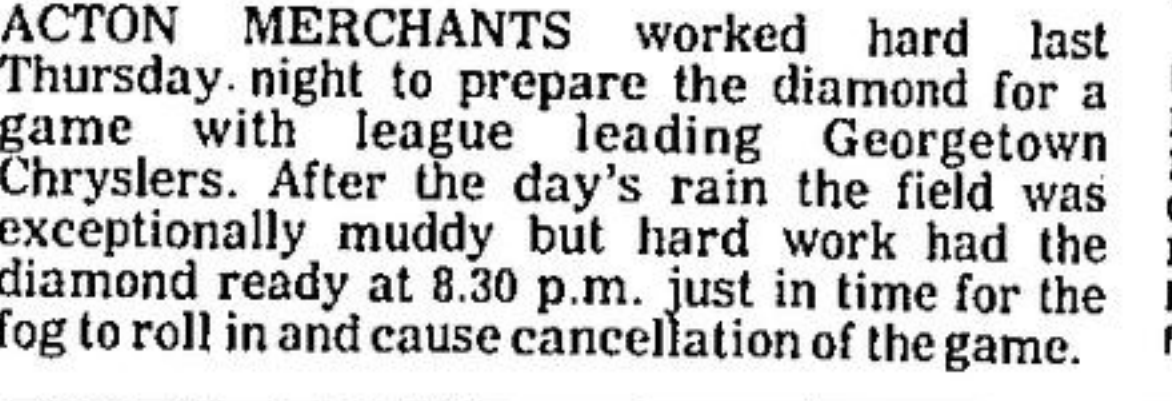 ACTON MERCHANTS worked hard last
Thursday night to prepare the diamond for a
game with league leading Georgetown
Chryslers. After the day's rain the field was
exceptionally muddy but hard work had the
diamond ready at 8.30 p.m. just in time for the
fog to roll in and cause cancellation of the game.